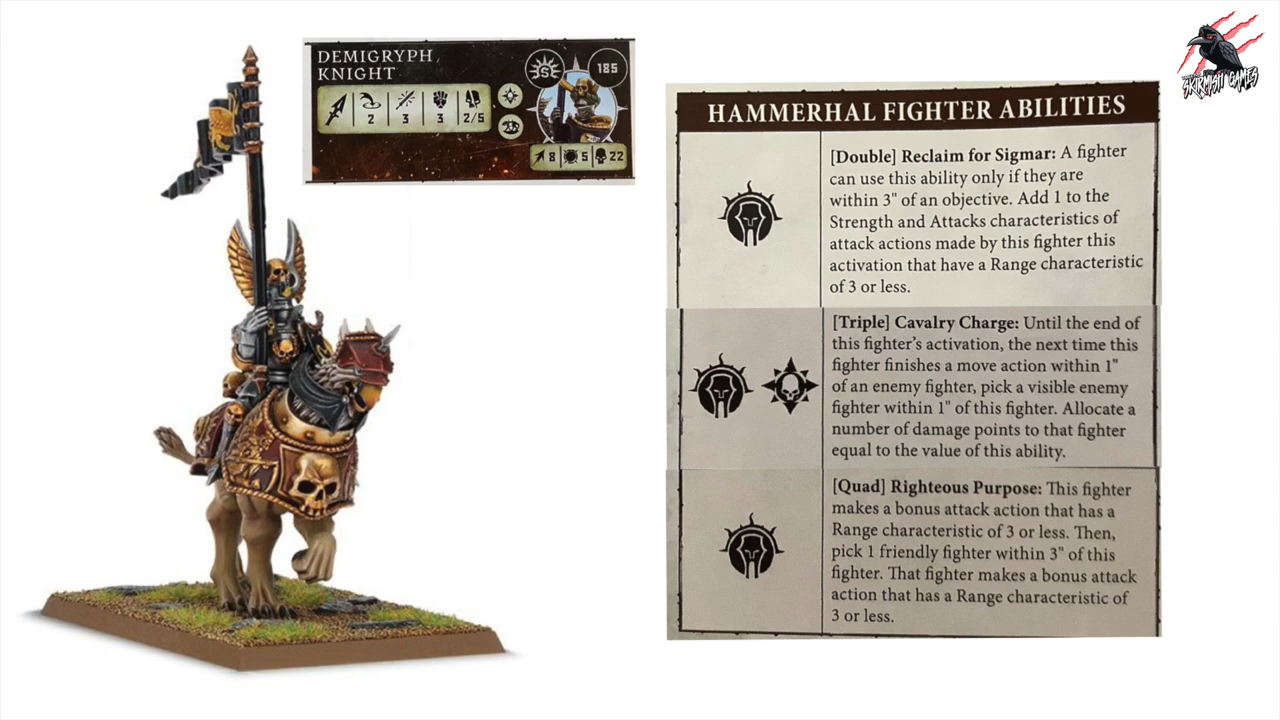 DEMIGRYPH
KNIGHT
185
2
3
3
2/5
8
5
22
SKIRMISH GAMES
HAMMERHAL FIGHTER ABILITIES
[Double] Reclaim for Sigmar: A fighter
can use this ability only if they are
within 3" of an objective. Add 1 to the
Strength and Attacks characteristics of
attack actions made by this fighter this
activation that have a Range characteristic
of 3 or less.
[Triple] Cavalry Charge: Until the end of
this fighter's activation, the next time this
fighter finishes a move action within 1"
of an enemy fighter, pick a visible enemy
fighter within 1" of this fighter. Allocate a
number of damage points to that fighter
equal to the value of this ability.
[Quad] Righteous Purpose: This fighter
makes a bonus attack action that has a
Range characteristic of 3 or less. Then,
pick 1 friendly fighter within 3" of this
fighter. That fighter makes a bonus attack
action that has a Range characteristic of
3 or less.